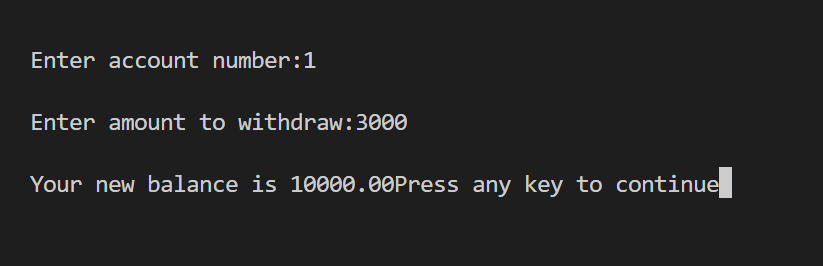 Enter account number:1
Enter amount to withdraw:3000
Your new balance is 10000.00Press any key to continue